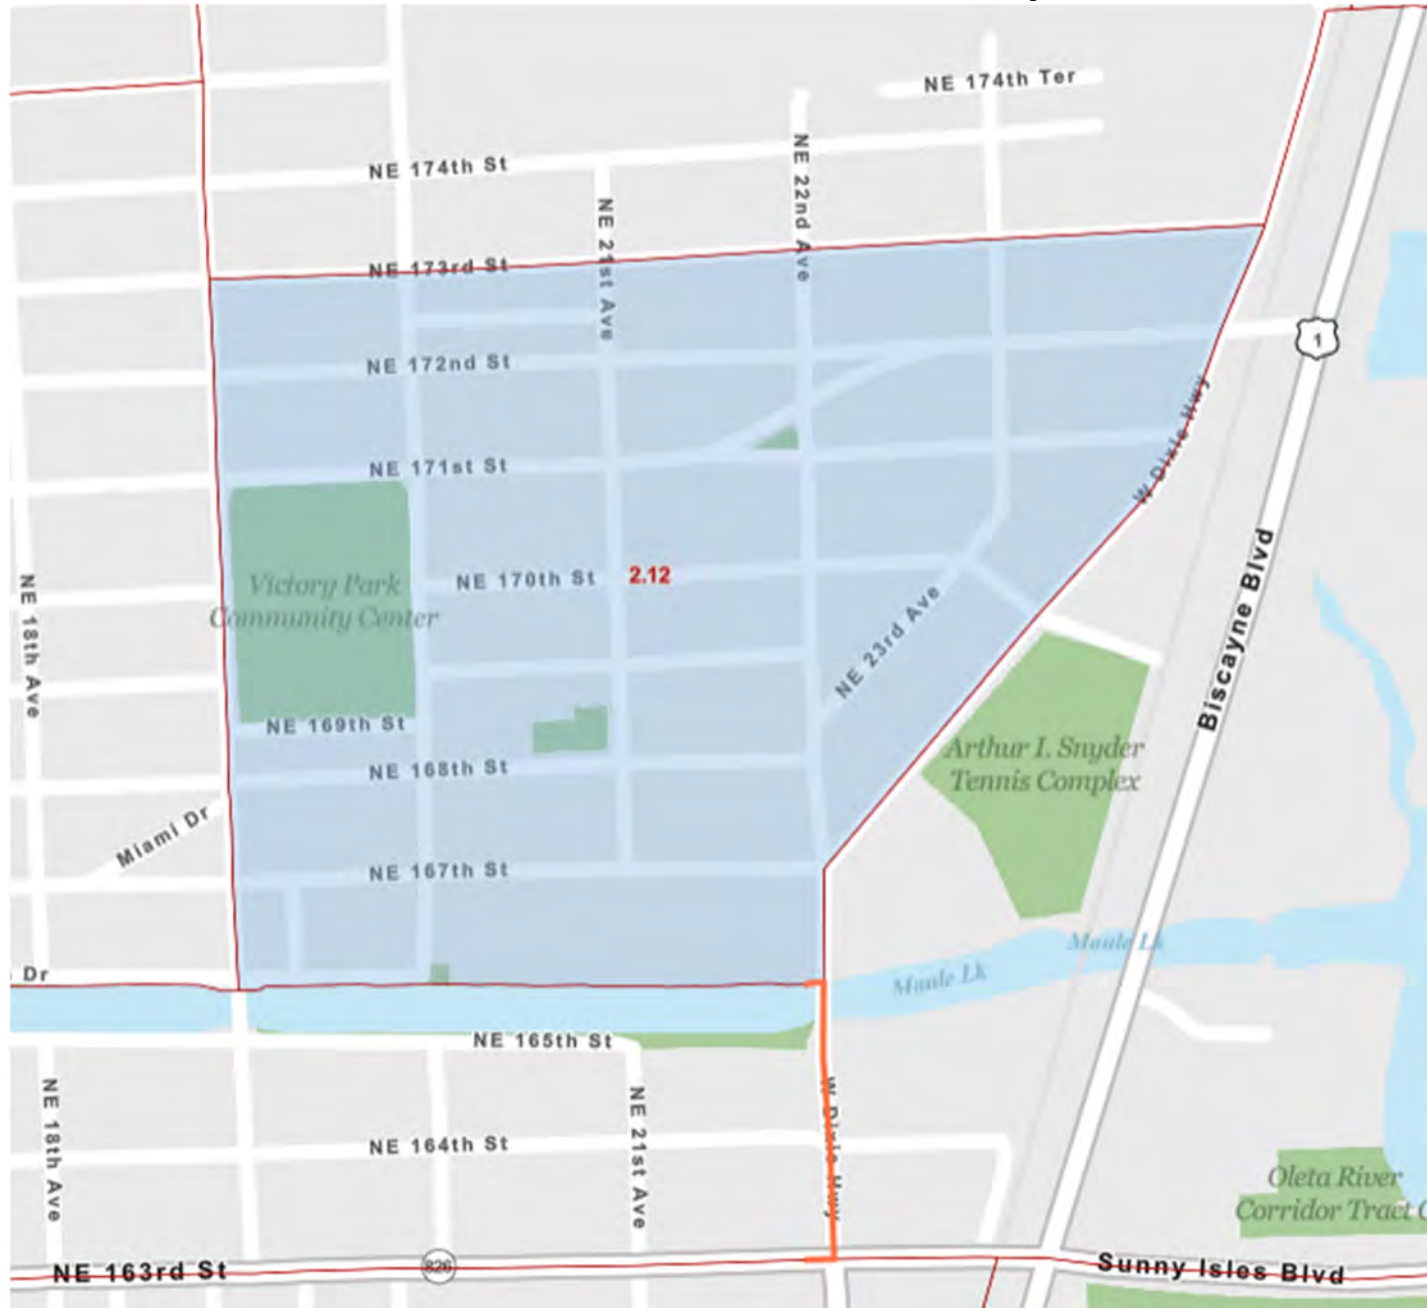 NE 174th Ter
NE 174th St
NE 22nd Ave
NE 21st Ave
NE 173rd St
NE 172nd St
1
W Dixie Hwy
NE 171st St
Victory Park
Community Center
NE 170th St
2.12
NE 18th Ave
NE 23rd Ave
Biscayne Blvd
NE 169th St
Arthur I. Snyder
Tennis Complex
NE 168th St
Miami Dr
NE 167th St
Maule Lk
Maule Lk
Dr
NE 165th St
NE 18th Ave
NE 21st Ave
W Dixie Hwy
NE 164th St
Oleta River
Corridor Tract C
NE 163rd St
826
Sunny Isles Blvd